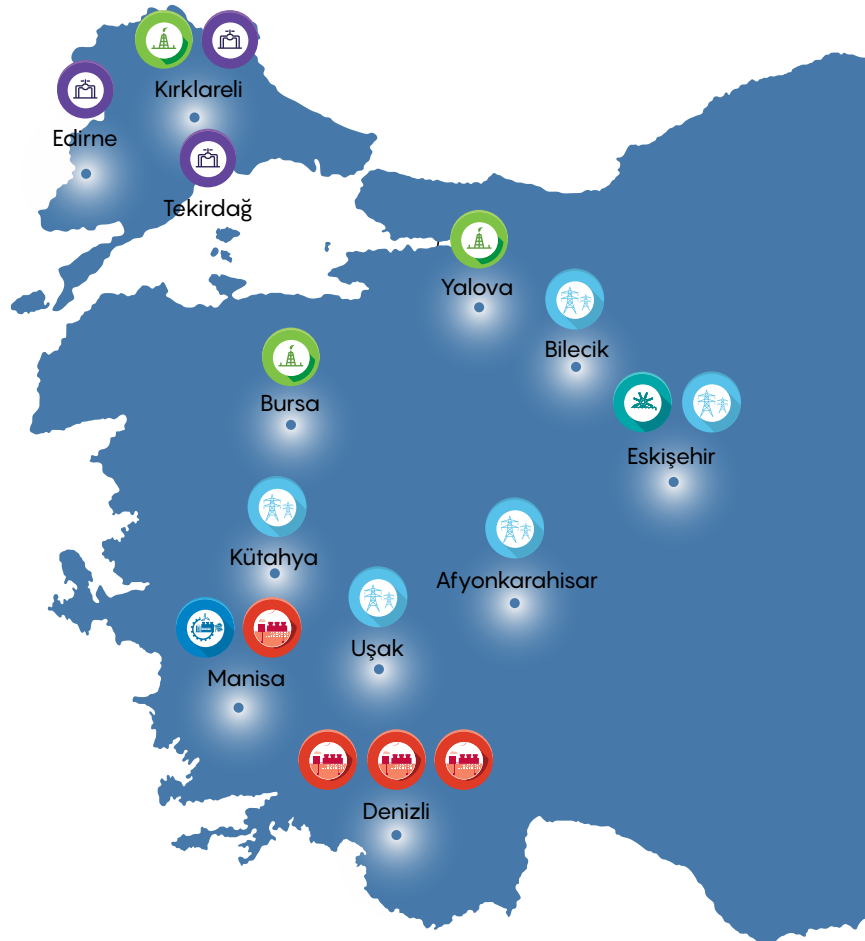 Kırklareli
Edirne
Tekirdağ
Yalova
Bilecik
Bursa
Eskişehir
Kütahya
Afyonkarahisar
Uşak
Manisa
Denizli